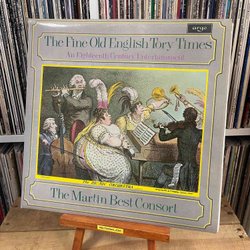 argo
The Fine Old English Tory Times
An Eighteenth Century Entertainment
The Martin Best Consort